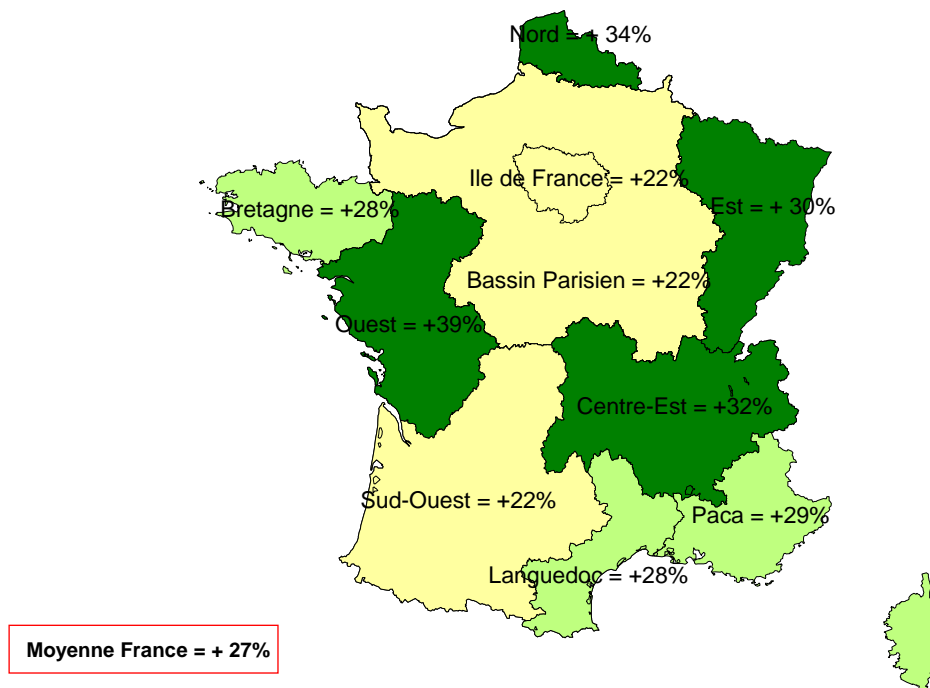 Nord = + 34%
Ile de France = +22%
Bretagne = +28%
Est = + 30%
Bassin Parisien = +22%
Ouest = +39%
Centre-Est = +32%
Sud-Ouest = +22%
Paca = +29%
Languedoc = +28%
Moyenne France = + 27%